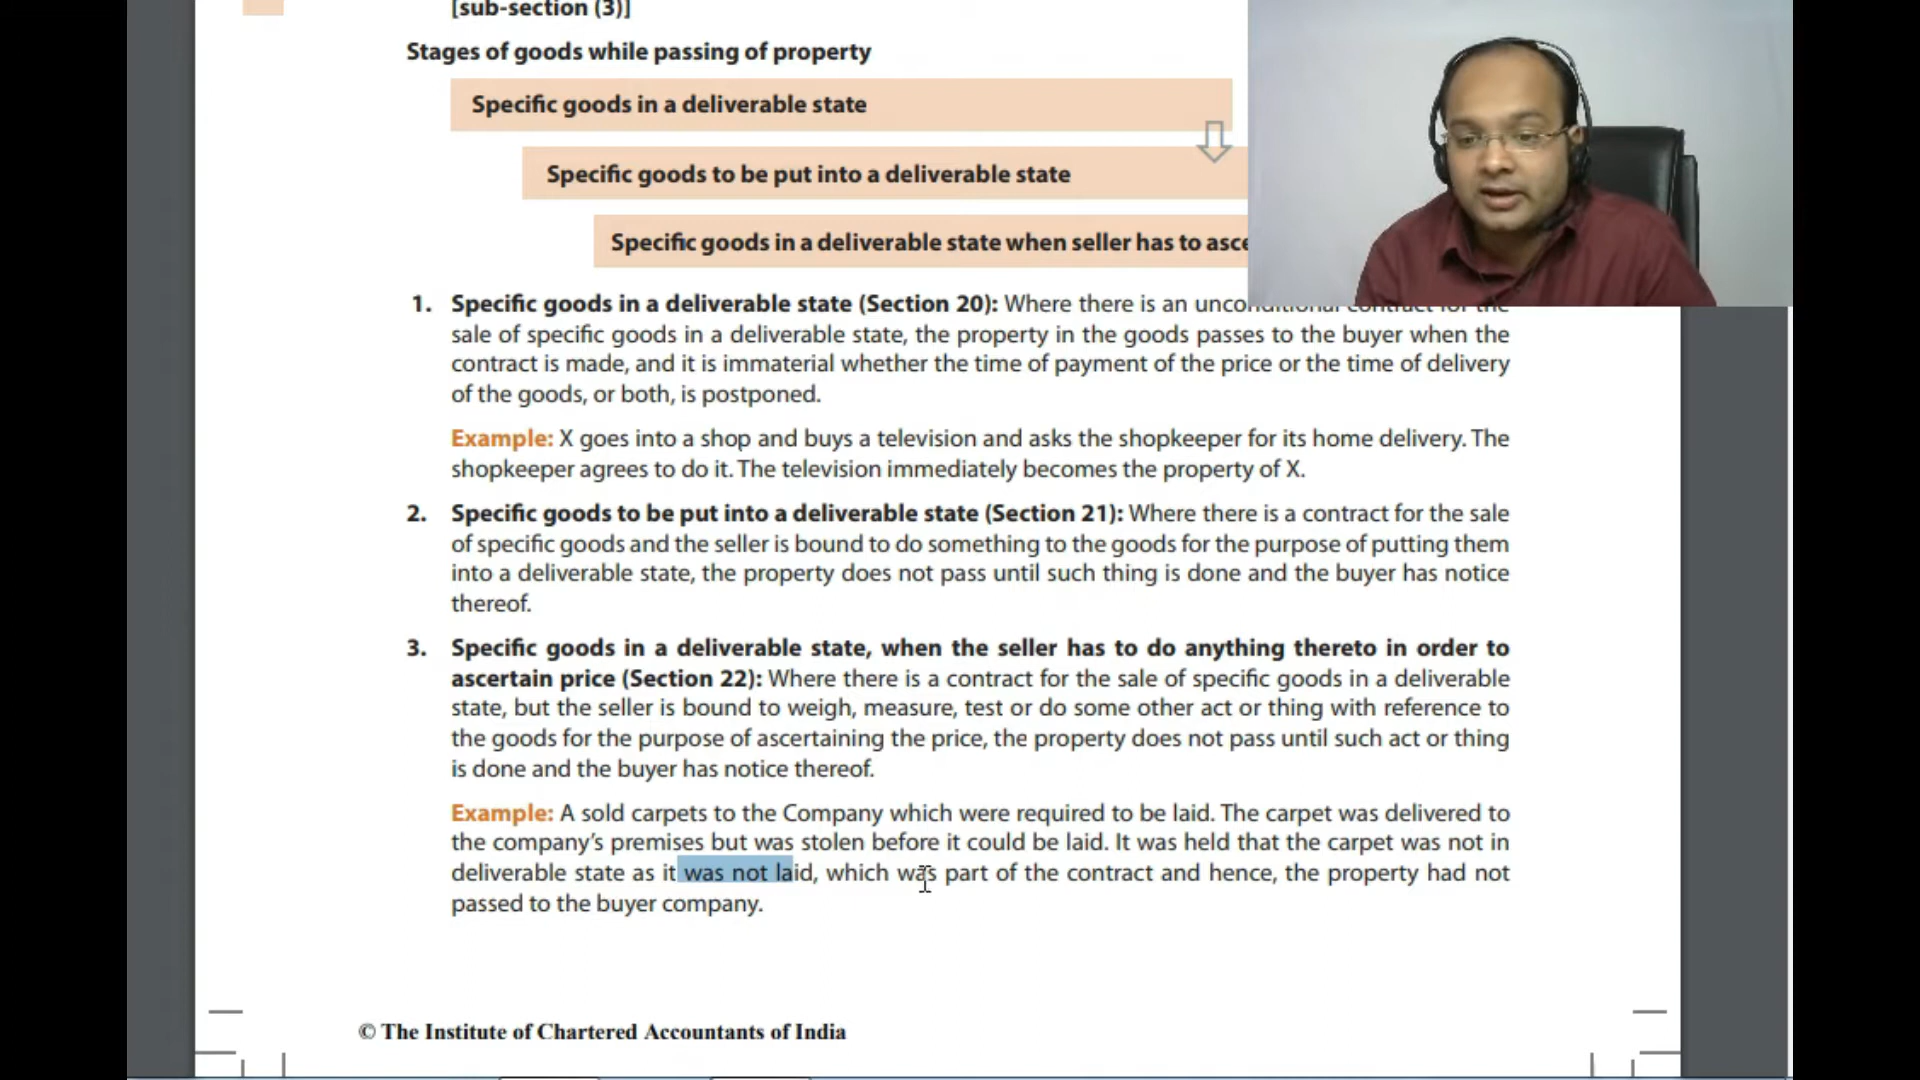 [sub-section (3)]
Stages of goods while passing of property
Specific goods in a deliverable state
Specific goods to be put into a deliverable state
Specific goods in a deliverable state when seller has to
1. Specific goods in a deliverable state (Section 20): Where there is an unconditional contract for the
sale of specific goods in a deliverable state, the property in the goods passes to the buyer when the
contract is made, and it is immaterial whether the time of payment of the price or the time of delivery
of the goods, or both, is postponed.
Example: X goes into a shop and buys a television and asks the shopkeeper for its home delivery. The
shopkeeper agrees to do it. The television immediately becomes the property of X.
2. Specific goods to be put into a deliverable state (Section 21): Where there is a contract for the sale
of specific goods and the seller is bound to do something to the goods for the purpose of putting them
into a deliverable state, the property does not pass until such thing is done and the buyer has notice
thereof.
3. Specific goods in a deliverable state, when the seller has to do anything thereto in order to
ascertain price (Section 22): Where there is a contract for the sale of specific goods in a deliverable
state, but the seller is bound to weigh, measure, test or do some other act or thing with reference to
the goods for the purpose of ascertaining the price, the property does not pass until such act or thing
is done and the buyer has notice thereof.
Example: A sold carpets to the Company which were required to be laid. The carpet was delivered to
the company's premises but was stolen before it could be laid. It was held that the carpet was not in
deliverable state as it was not laid, which was part of the contract and hence, the property had not
passed to the buyer company.
© The Institute of Chartered Accountants of India